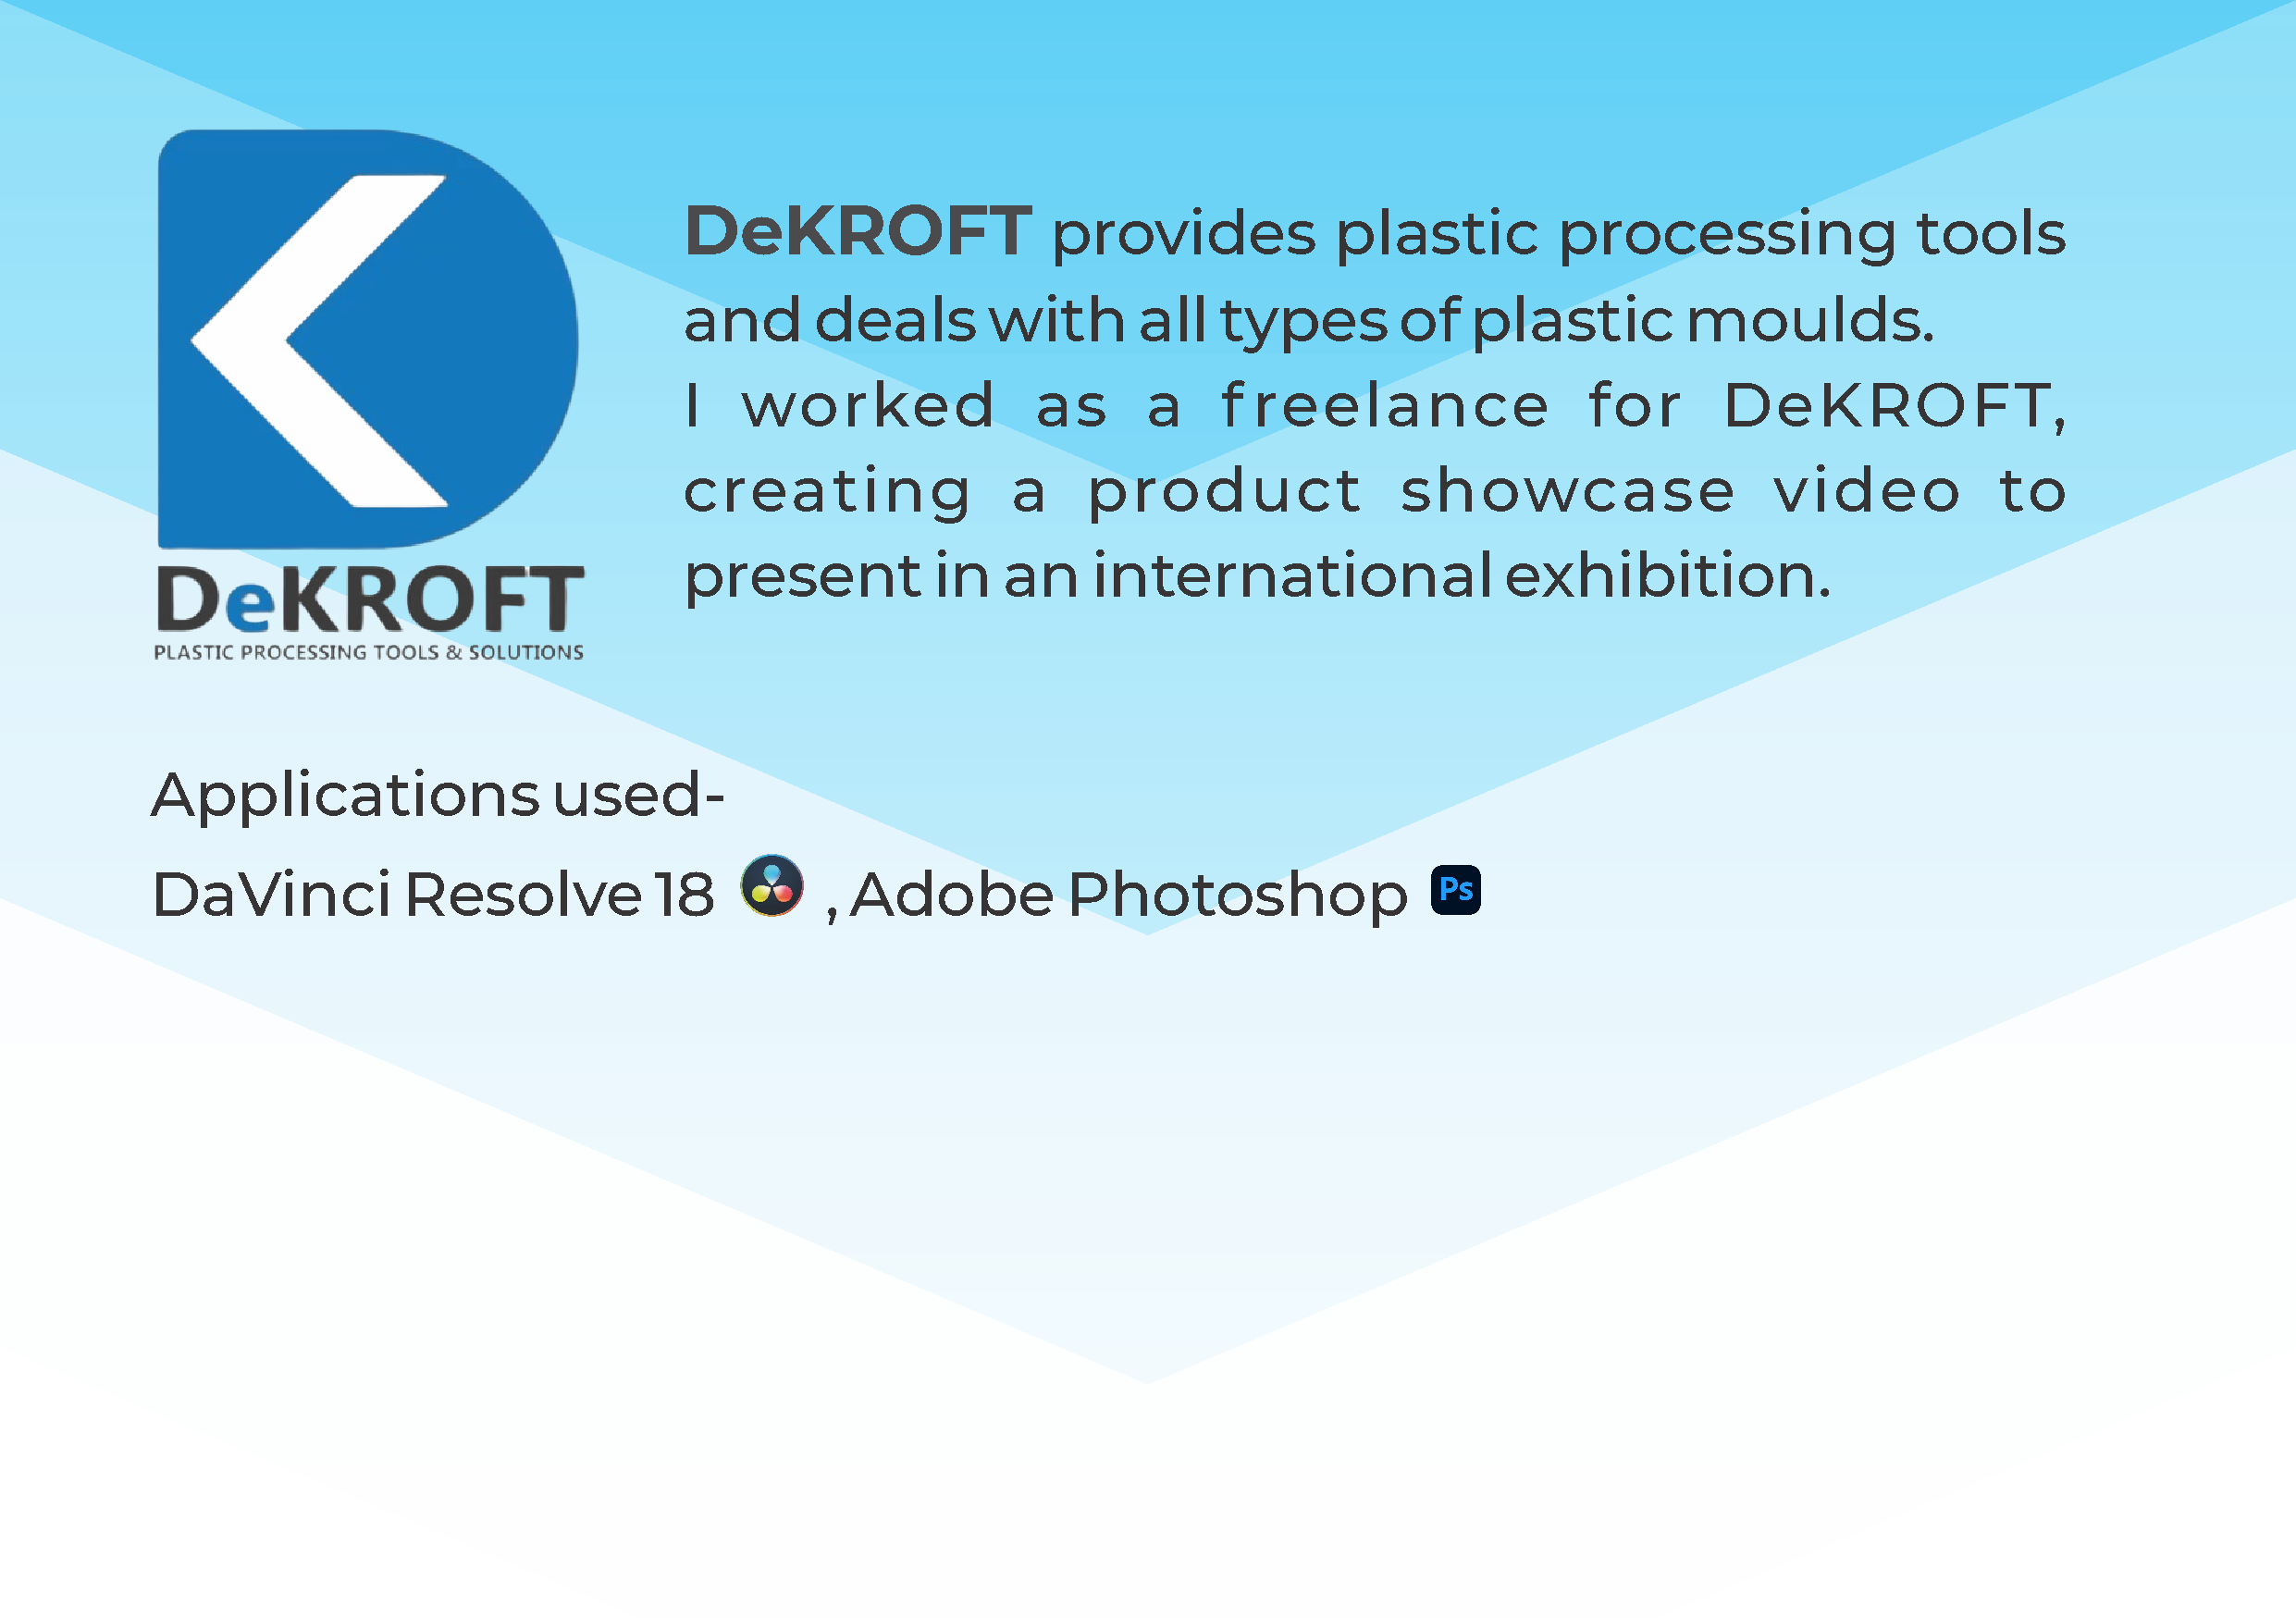 DeKROFT provides plastic processing tools
and deals with all types of plastic moulds.
I worked as a freelance for DeKROFT,
creating a product showcase video to
present in an international exhibition.
DeKROFT
PLASTIC PROCESSING TOOLS & SOLUTIONS
Applications used-
DaVinci Resolve 18 , Adobe Photoshop Ps